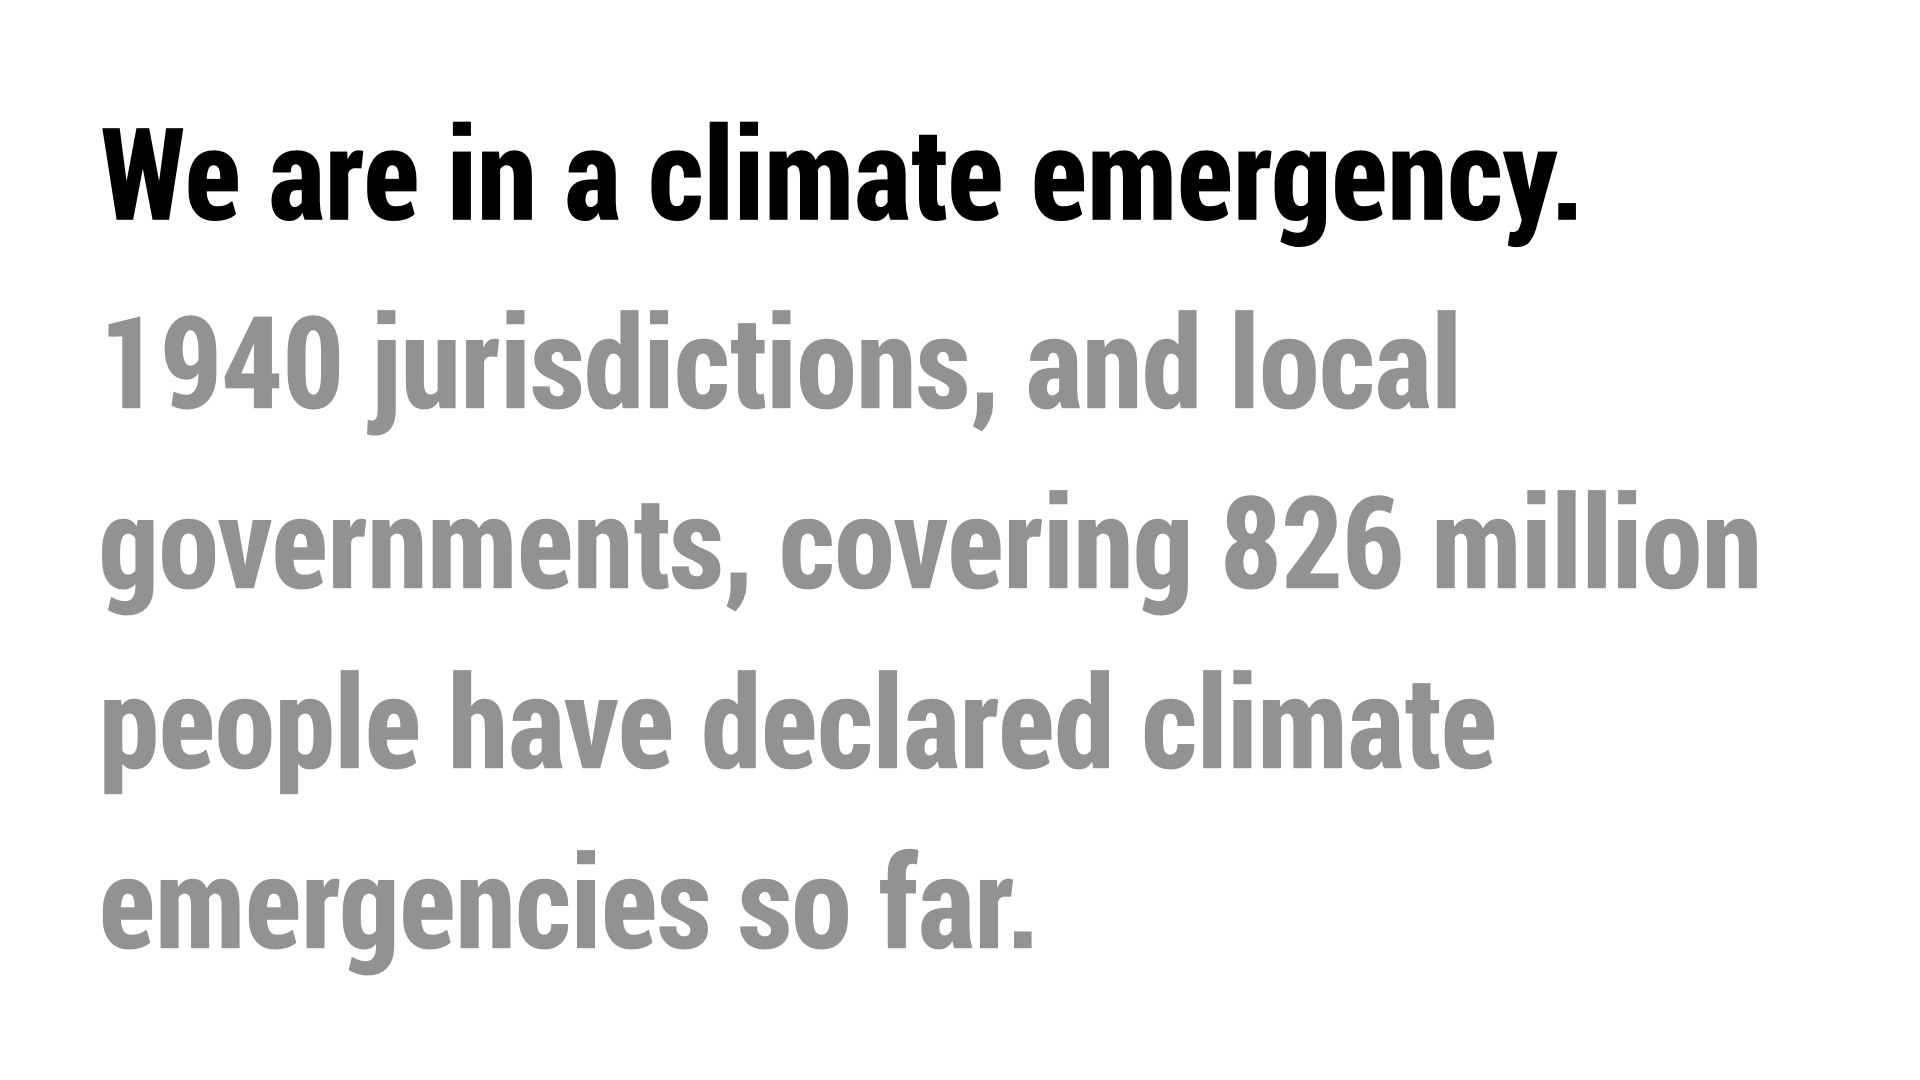 We are in a climate emergency.
1940 jurisdictions, and local
governments, covering 826 million
people have declared climate
emergencies so far.